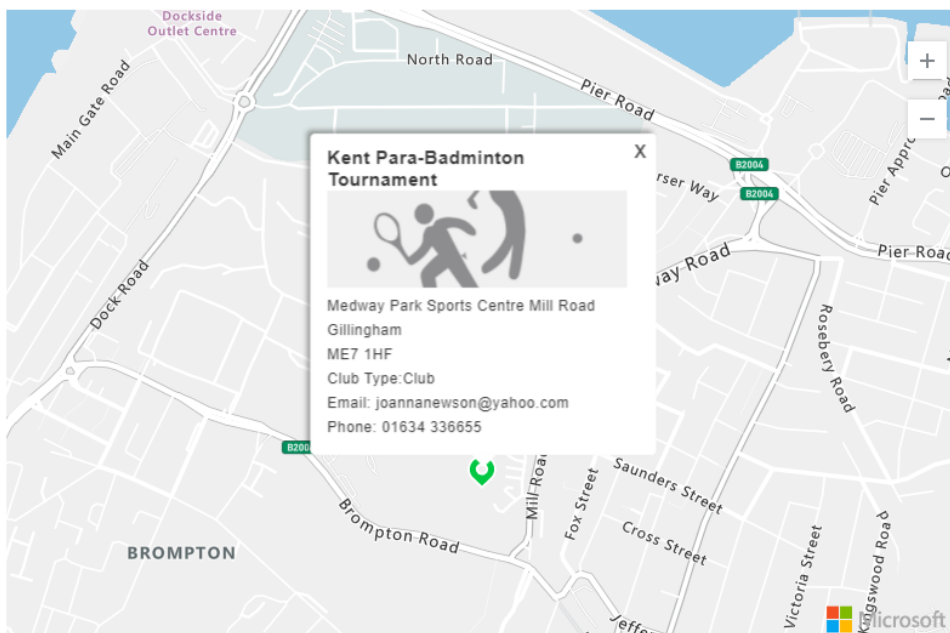 Dockside
Outlet Centre
North Road
Main Gate Road
Pier Road
+
−
Kent Para-Badminton
Tournament
X
B2004
B2004
Pier
Medway Park Sports Centre Mill Road
Gillingham
ME7 1HF
Club Type:Club
Email: joannanewson@yahoo.com
Phone: 01634 336655
Way
Road
Pier Road
Dock Road
Rosebery Road
Mill Road
Saunders Street
Fox Street
Cross Street
Brompton Road
BROMPTON
Victoria Street
Kingswood Road
Microsoft